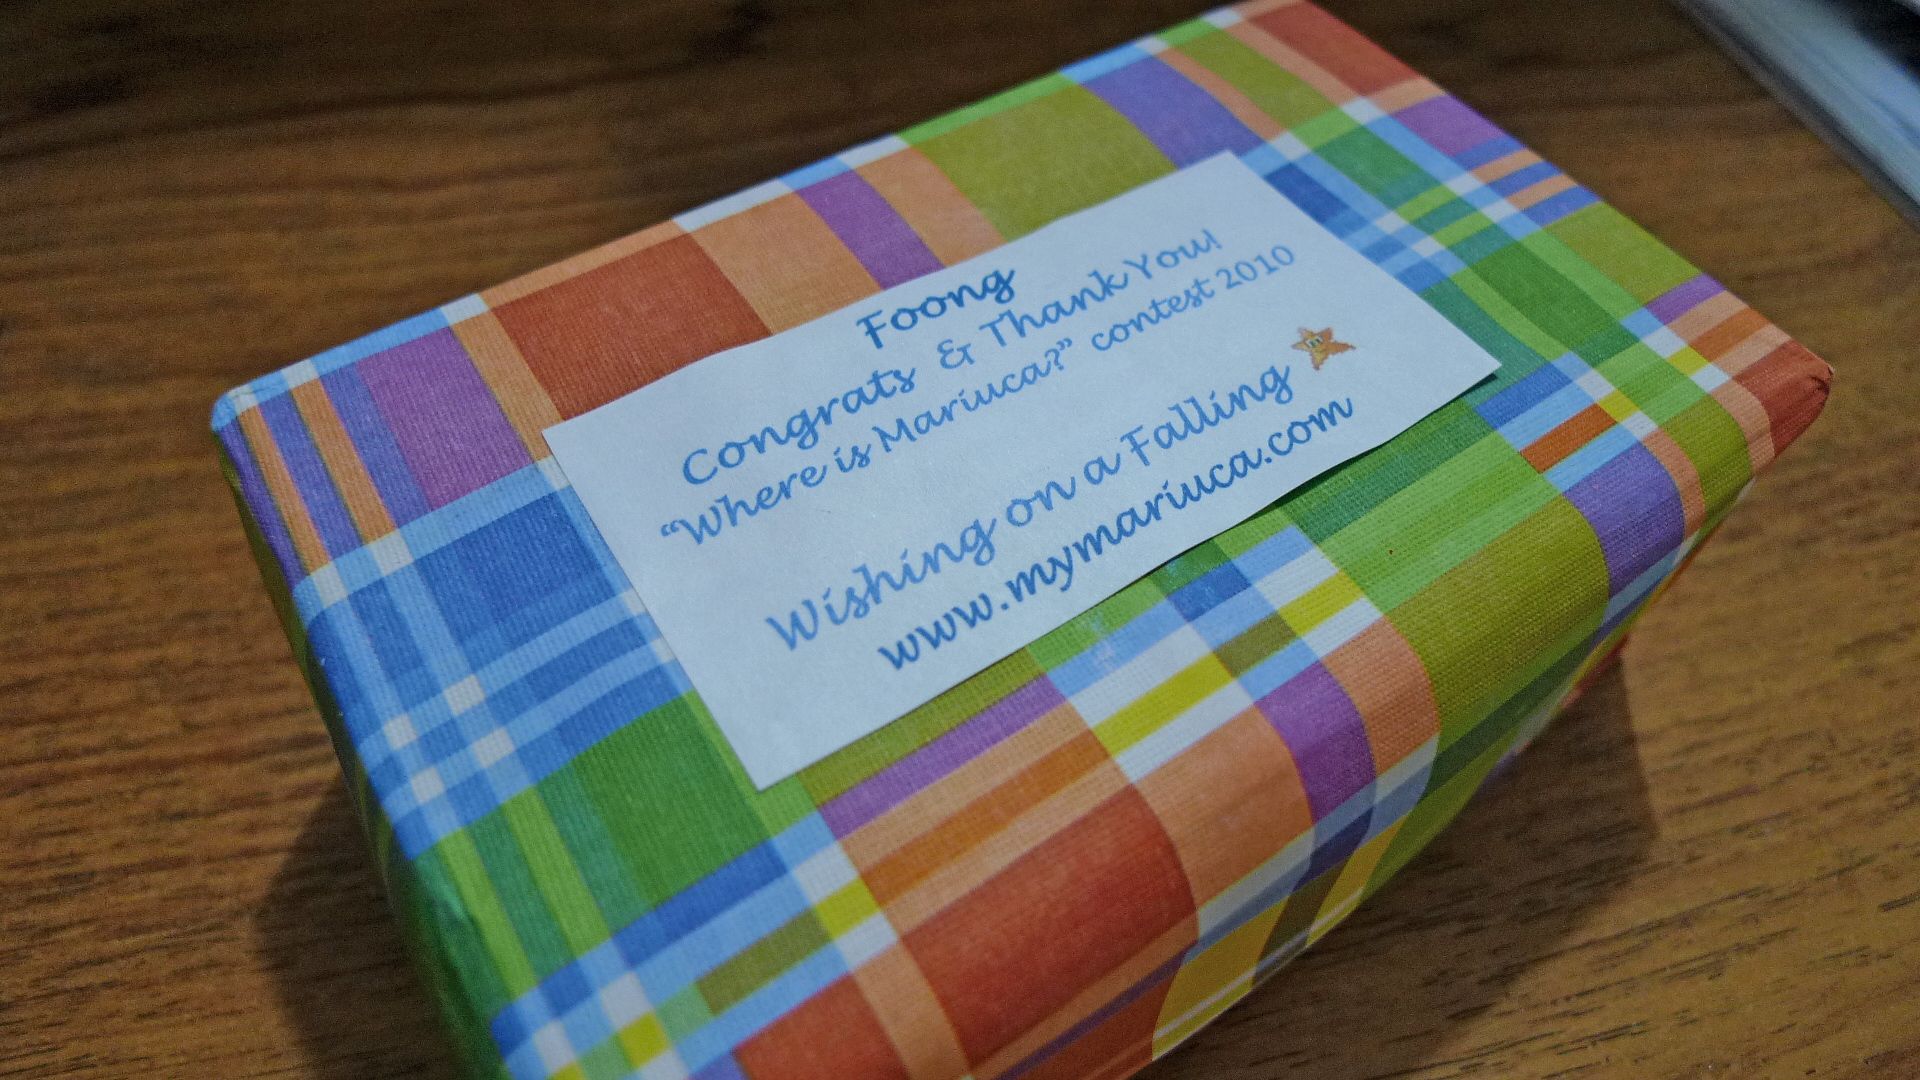 Foong
Congrats & Thank You!
“Where is Mariuca?” contest 2010
Wishing on a Falling
www.mymariuca.com